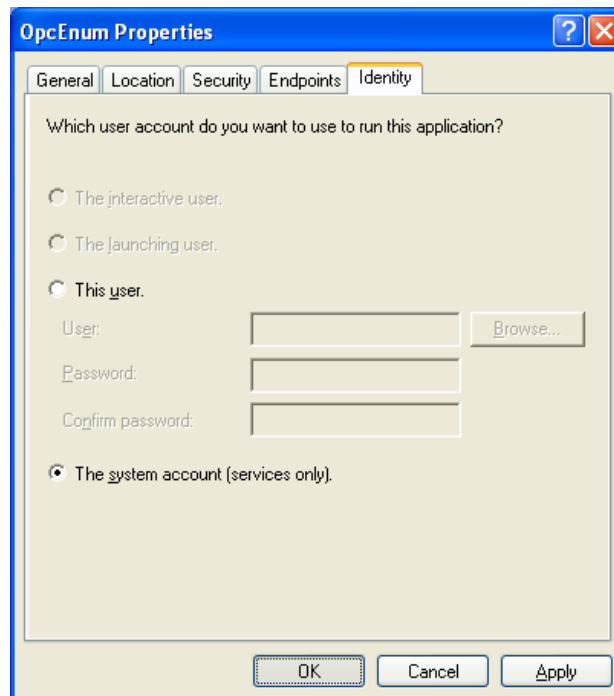 OpcEnum Properties
General Location Security Endpoints Identity
Which user account do you want to use to run this application?
The interactive user.
The launching user.
This user.
User:
Browse...
Password:
Confirm password:
The system account (services only).
OK Cancel Apply